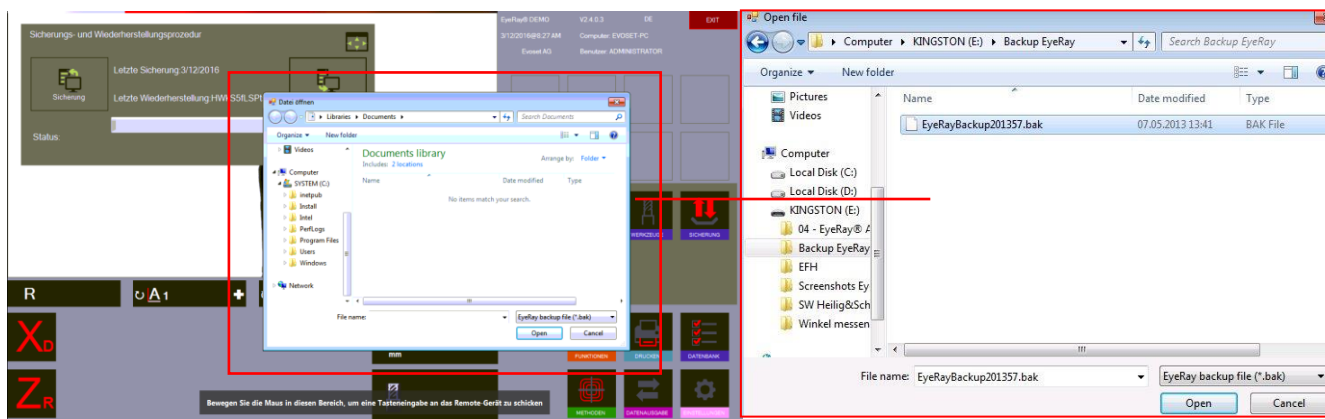 EyeRay® DEMO V2.4.0.3 DE EXIT
3/12/2016@8:27 AM Computer: EVOSET-PC
Evoset AG Benutzer: ADMINISTRATOR
Sicherungs- und Wiederherstellungsprozedur
Letzte Sicherung:3/12/2016
Sicherung Letzte Wiederherstellung:
Status:
Datei öffnen
Libraries Documents Search Documents
Organize New folder
Videos
Computer
SYSTEM (C:)
inetpub
Install
Intel
PerfLogs
Program Files
Users
Windows
Network
Documents library
Includes: 2 locations
Arrange by: Folder
Name Date modified Type
No items match your search.
File name: EyeRay backup file (*.bak)
Open Cancel
WERKZEUGE SICHERUNG
R A 1
XD
ZR
mm
FUNKTIONEN DRUCKEN DATENBANK
METHODEN DATENAUSGABE
Bewegen Sie die Maus in diesen Bereich, um eine Tasteneingabe an das Remote-Gerät zu schicken
Open file
Computer KINGSTON (E:) Backup EyeRay Search Backup EyeRay
Organize New folder
Pictures
Videos
Computer
Local Disk (C:)
Local Disk (D:)
KINGSTON (E:)
04 - EyeRay® A
Backup EyeRay
EFH
Screenshots Ey
SW Heilig&Sch
Winkel messen
Name Date modified Type
EyeRayBackup201357.bak 07.05.2013 13:41 BAK File
File name: EyeRayBackup201357.bak EyeRay backup file (*.bak)
Open Cancel